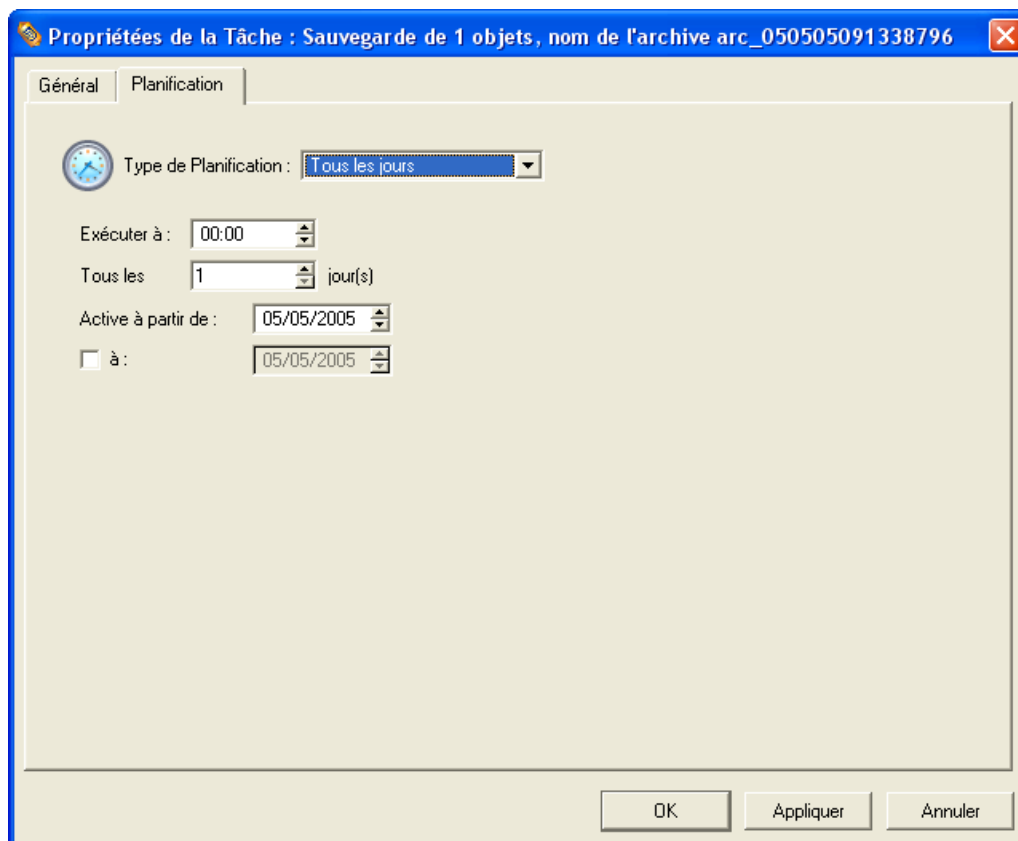 Propriétées de la Tâche : Sauvegarde de 1 objets, nom de l'archive arc_050505091338796
Général Planification
Type de Planification : Tous les jours
Exécuter à : 00:00
Tous les 1 jour(s)
Active à partir de : 05/05/2005
à : 05/05/2005
OK Appliquer Annuler